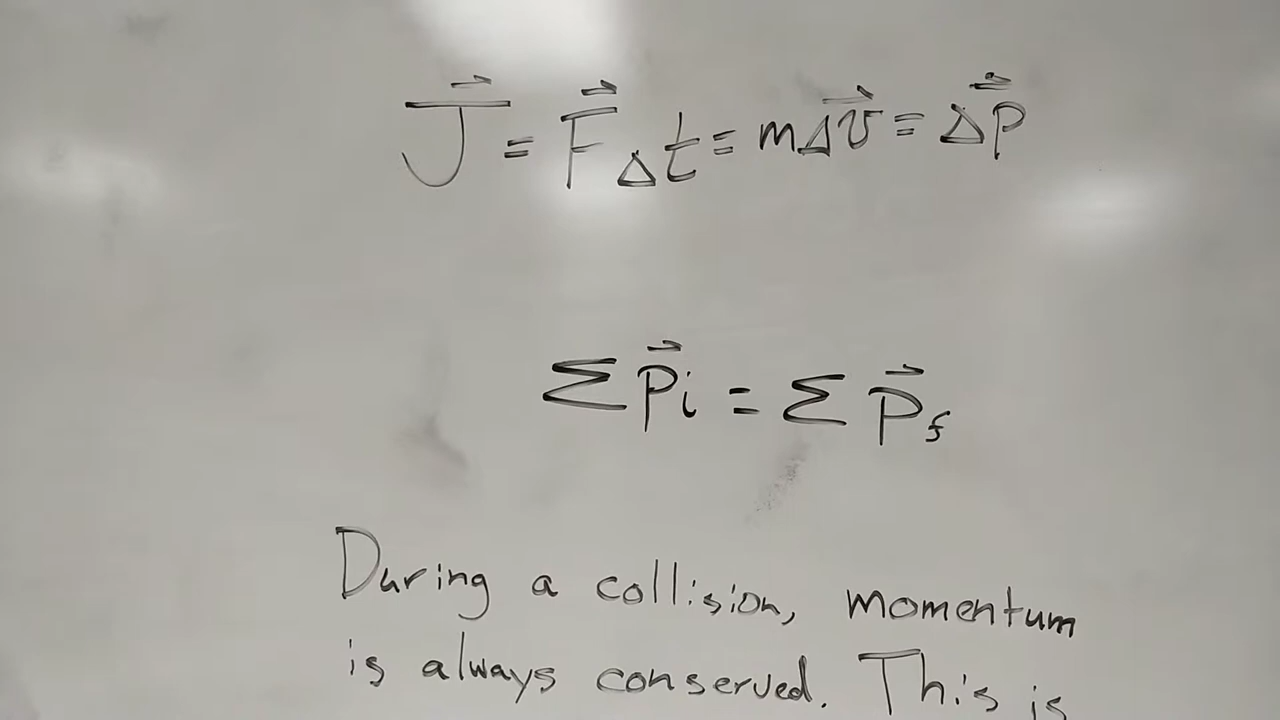 J⃗ = F⃗Δt = mΔv⃗ = Δp⃗
Σp⃗i = Σp⃗f
During a collision, momentum
is always conserved. This is